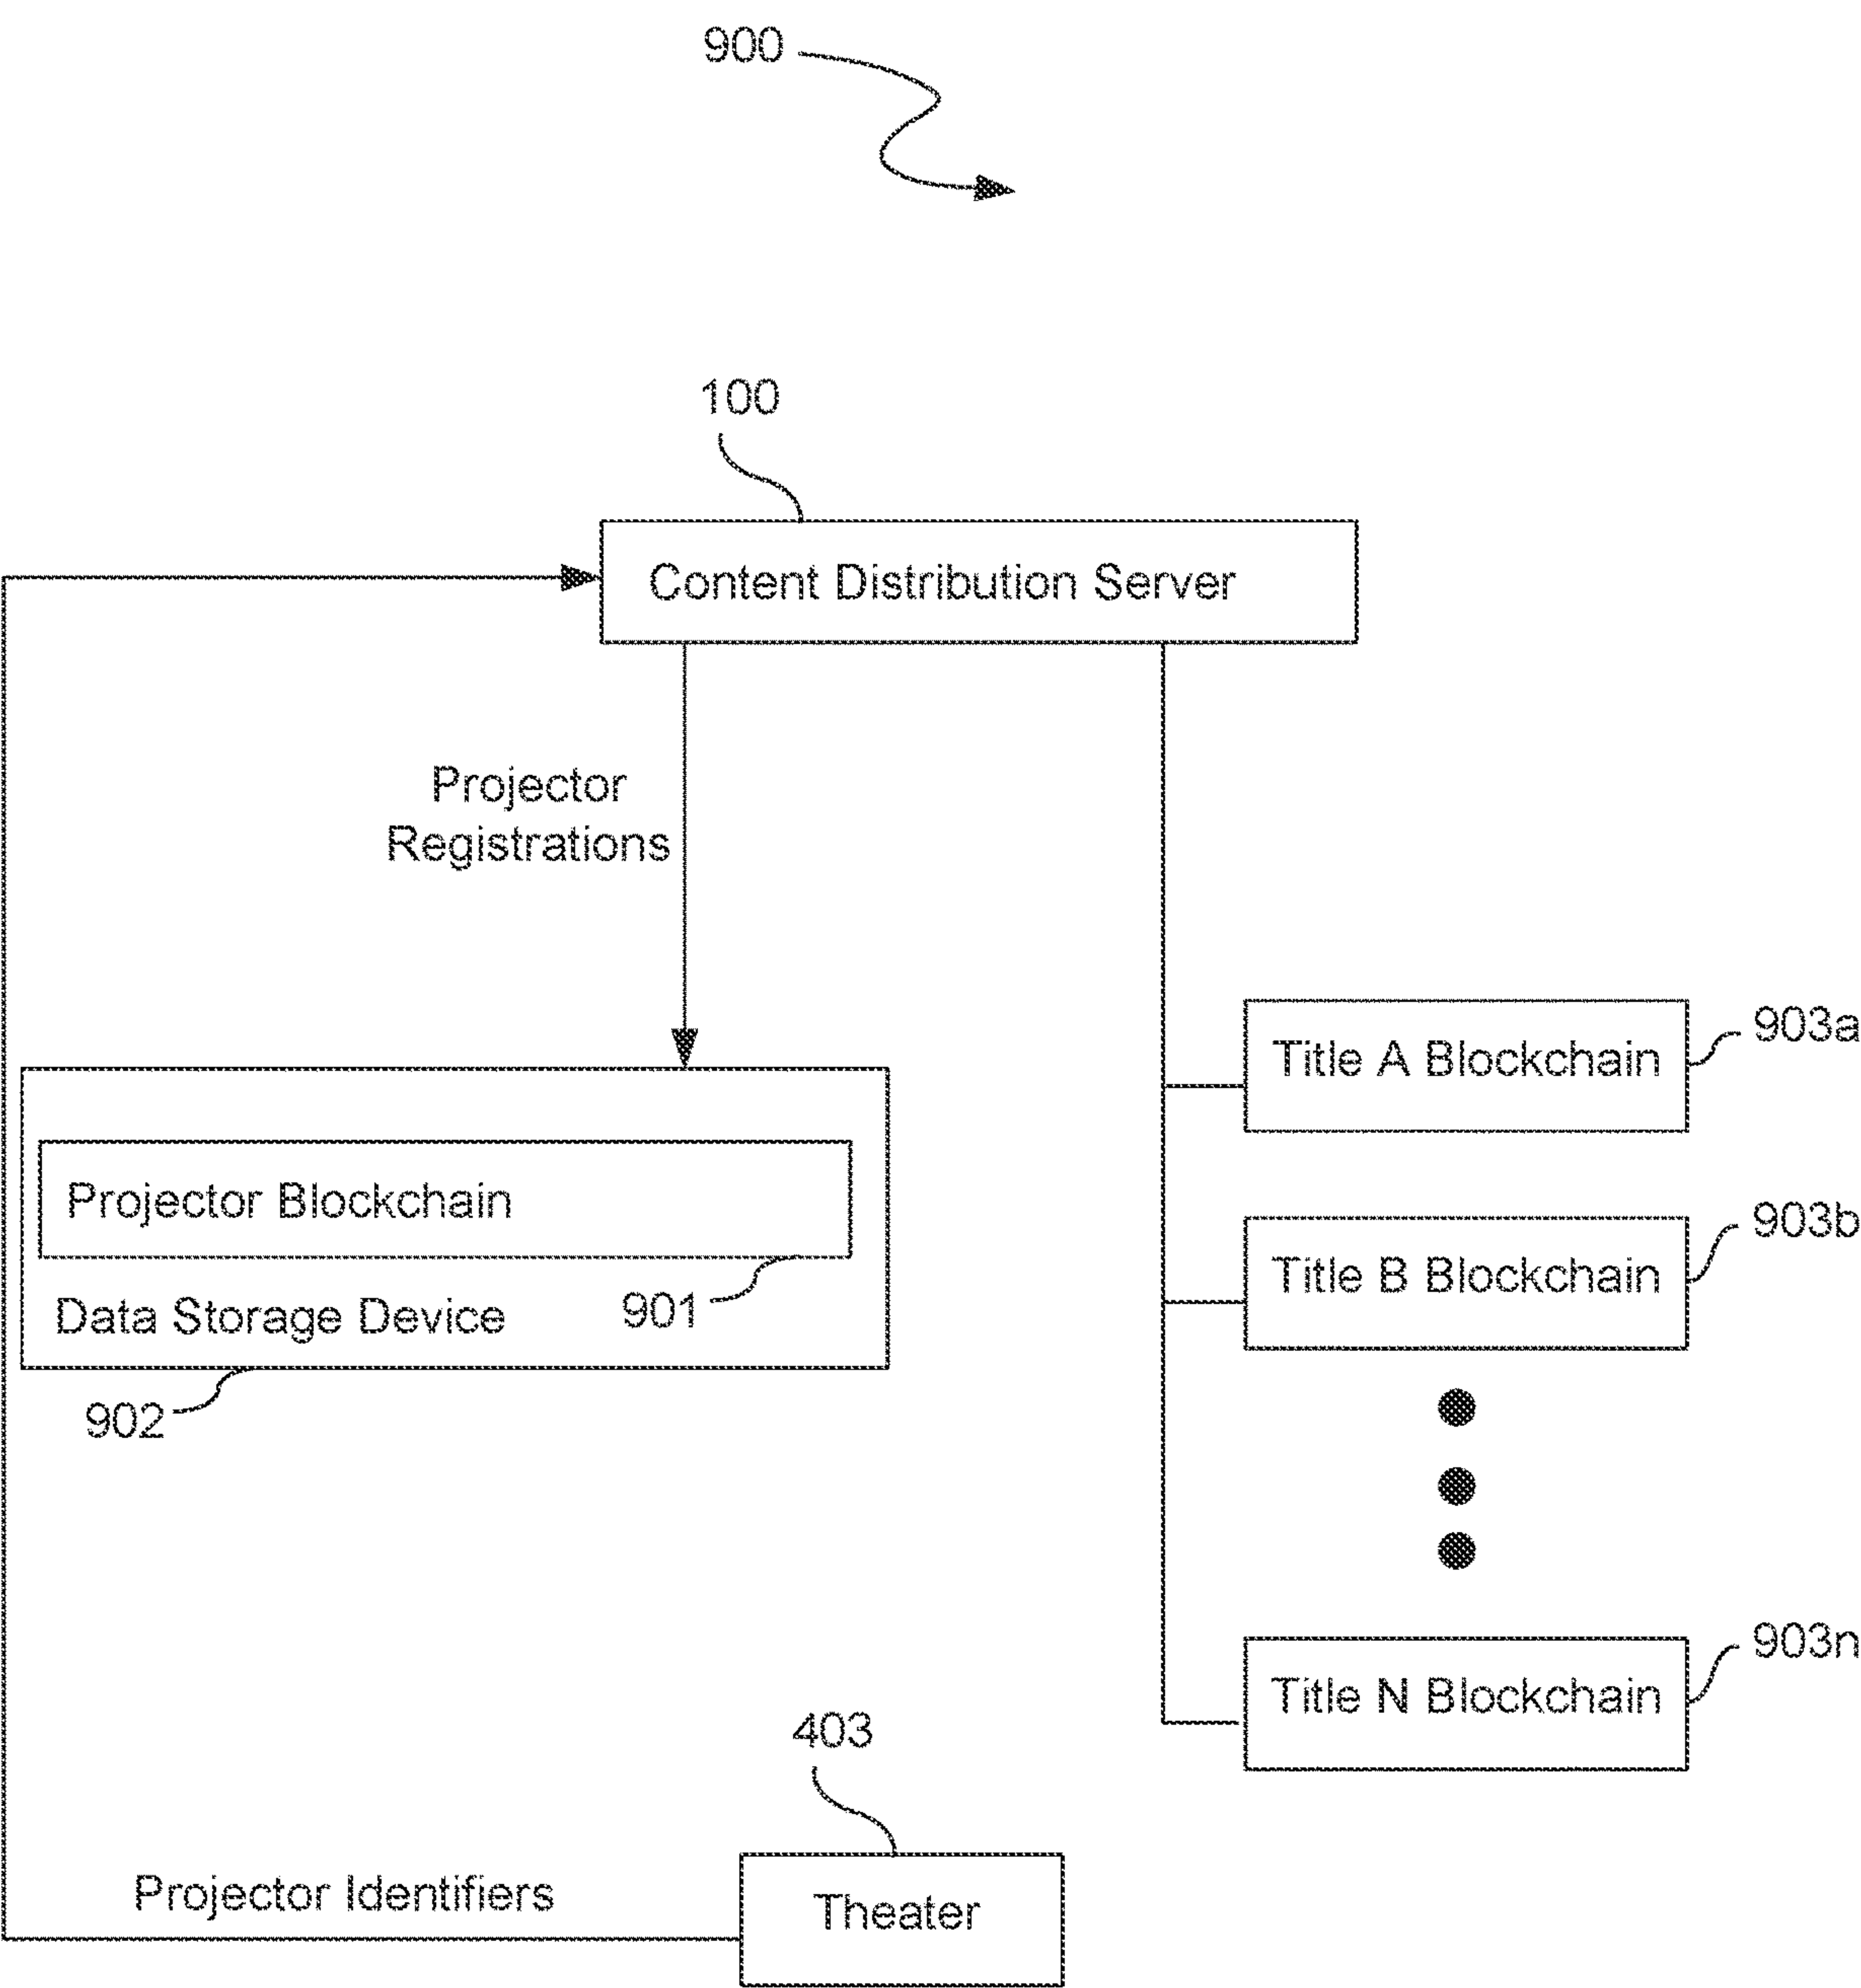 900
100
Content Distribution Server
Projector
Registrations
903a
Title A Blockchain
Projector Blockchain
903b
Title B Blockchain
901
Data Storage Device
902
903n
Title N Blockchain
403
Projector Identifiers
Theater